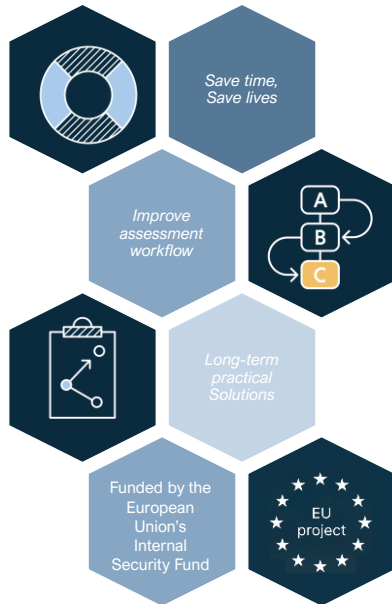 Save time,
Save lives
Improve
assessment
workflow
A
B
C
Long-term
practical
Solutions
Funded by the
European
Union's
Internal
Security Fund
EU
project